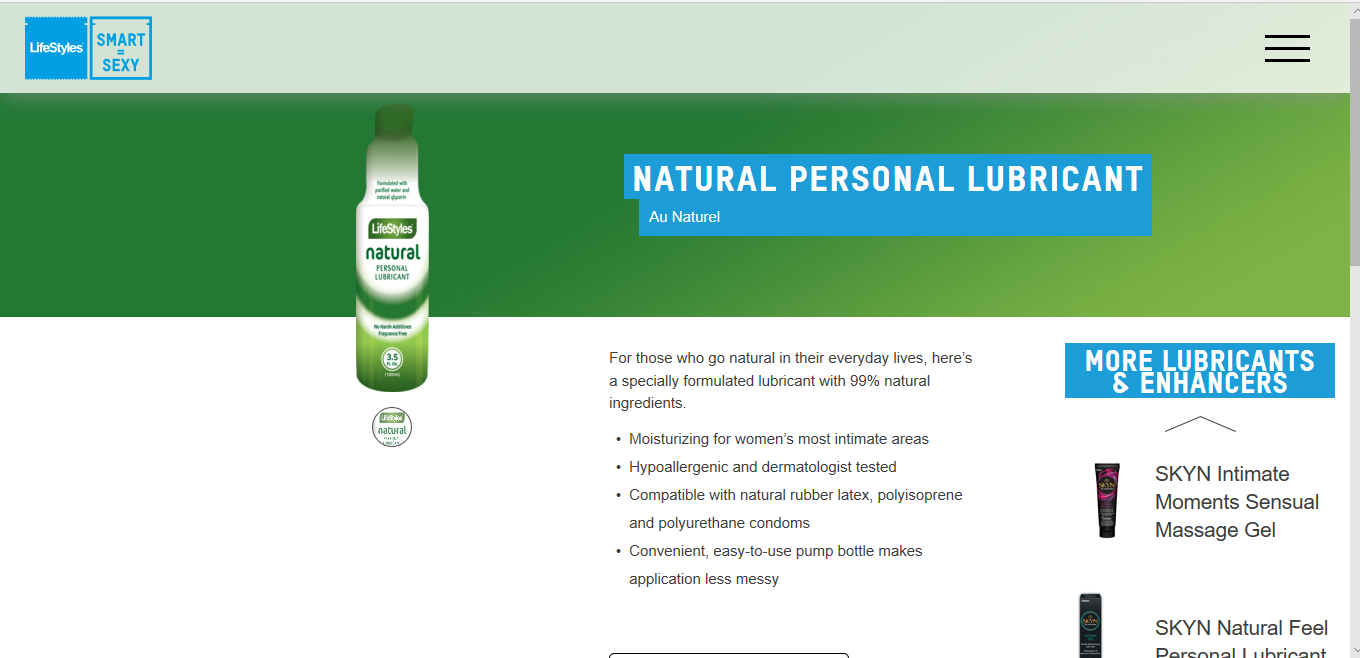 LifeStyles
SMART
=
SEXY
NATURAL PERSONAL LUBRICANT
Au Naturel
Formulated with
purified water and
natural glycerin
LifeStyles
natural
PERSONAL
LUBRICANT
No Harsh Additives
Fragrance Free
3.5
FL Oz
(100mL)
LifeStyles
natural
For those who go natural in their everyday lives, here’s
a specially formulated lubricant with 99% natural
ingredients.
• Moisturizing for women’s most intimate areas
• Hypoallergenic and dermatologist tested
• Compatible with natural rubber latex, polyisoprene
and polyurethane condoms
• Convenient, easy-to-use pump bottle makes
application less messy
MORE LUBRICANTS
& ENHANCERS
SKYN
SKYN Intimate
Moments Sensual
Massage Gel
SKYN
SKYN Natural Feel
Personal Lubricant